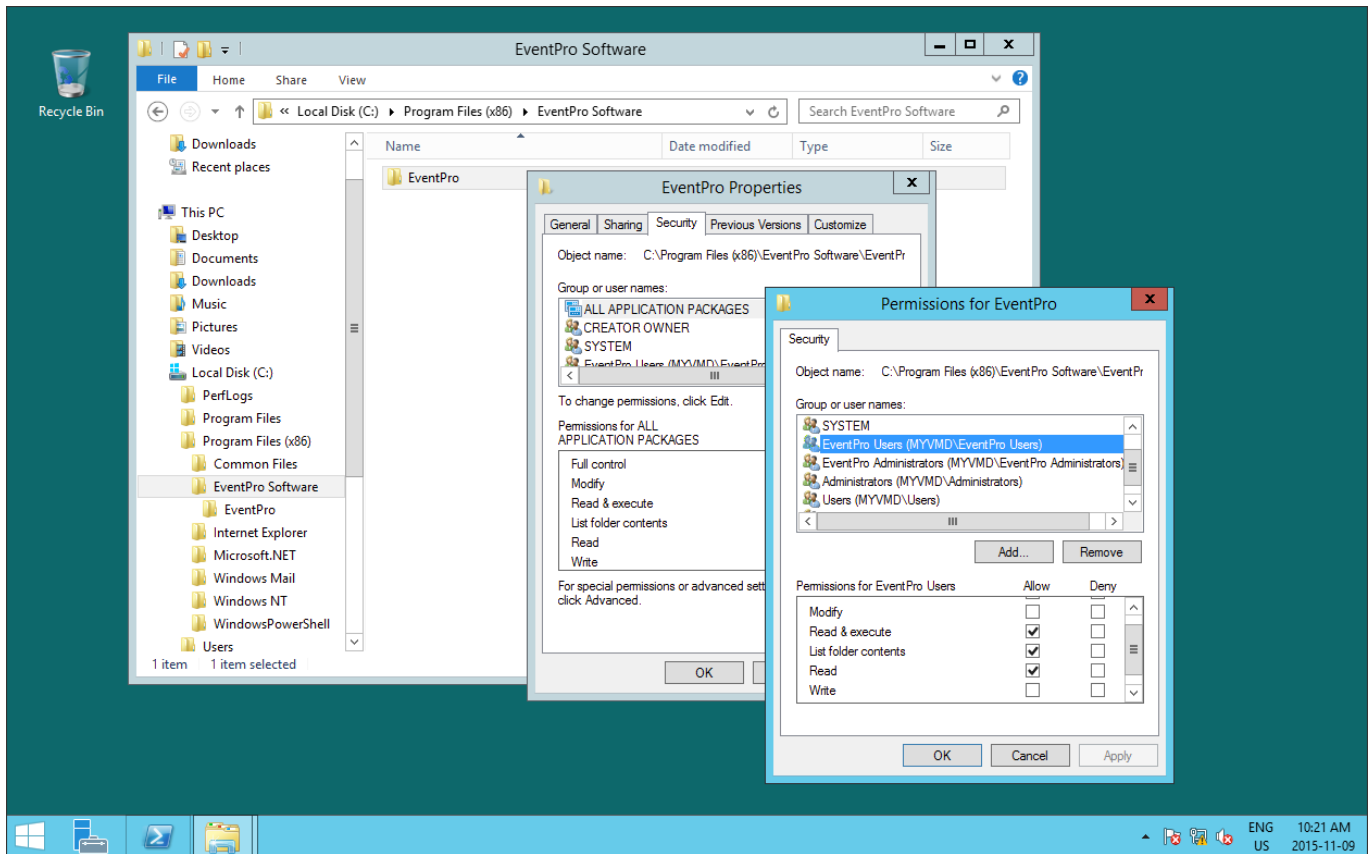 Recycle Bin
EventPro Software
File Home Share View
« Local Disk (C:) Program Files (x86) EventPro Software
Search EventPro Software
Downloads
Recent places
This PC
Desktop
Documents
Downloads
Music
Pictures
Videos
Local Disk (C:)
PerfLogs
Program Files
Program Files (x86)
Common Files
EventPro Software
EventPro
Internet Explorer
Microsoft.NET
Windows Mail
Windows NT
WindowsPowerShell
Users
1 item 1 item selected
Name Date modified Type Size
EventPro
EventPro Properties
General Sharing Security Previous Versions Customize
Object name: C:\Program Files (x86)\EventPro Software\EventPr
Group or user names:
ALL APPLICATION PACKAGES
CREATOR OWNER
SYSTEM
EventPro Users (MYVMD\EventPro
To change permissions, click Edit.
Permissions for ALL
APPLICATION PACKAGES
Full control
Modify
Read & execute
List folder contents
Read
Write
For special permissions or advanced sett
click Advanced.
OK
Permissions for EventPro
Security
Object name: C:\Program Files (x86)\EventPro Software\EventPr
Group or user names:
SYSTEM
EventPro Users (MYVMD\EventPro Users)
EventPro Administrators (MYVMD\EventPro Administrators)
Administrators (MYVMD\Administrators)
Users (MYVMD\Users)
Add... Remove
Permissions for EventPro Users Allow Deny
Modify
Read & execute
List folder contents
Read
Write
OK Cancel Apply
ENG 10:21 AM
US 2015-11-09